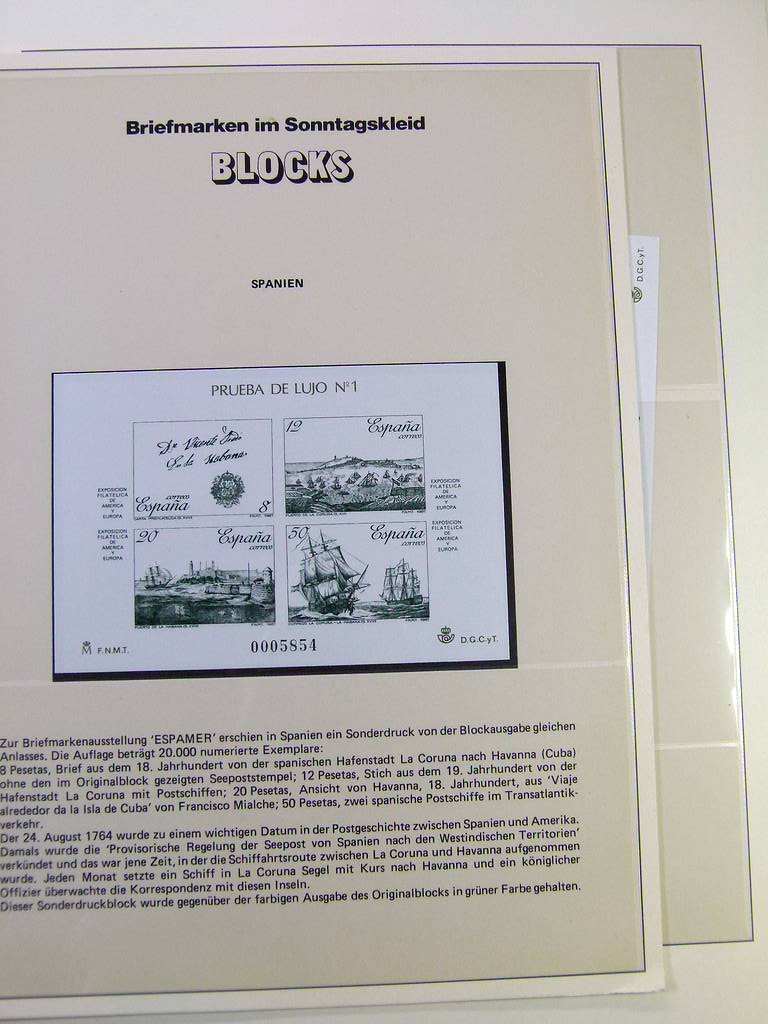 Briefmarken im Sonntagskleid
BLOCKS
SPANIEN
D.G.C.y.T.
PRUEBA DE LUJO Nº1
EXPOSICION
FILATELICA
DE
AMERICA
Y
EUROPA
Habana
correos
España
8
12
España
correos
EXPOSICION
FILATELICA
DE
AMERICA
Y
EUROPA
EXPOSICION
FILATELICA
DE
AMERICA
Y
EUROPA
20
España
correos
50
España
correos
EXPOSICION
FILATELICA
DE
AMERICA
Y
EUROPA
M F.N.M.T.
0005854
D.G.C.y T.
Zur Briefmarkenausstellung 'ESPAMER' erschien in Spanien ein Sonderdruck von der Blockausgabe gleichen
Anlasses. Die Auflage beträgt 20.000 numerierte Exemplare:
8 Pesetas, Brief aus dem 18. Jahrhundert von der spanischen Hafenstadt La Coruna nach Havanna (Cuba)
ohne den im Originalblock gezeigten Seepoststempel; 12 Pesetas, Stich aus dem 19. Jahrhundert von der
Hafenstadt La Coruna mit Postschiffen; 20 Pesetas, Ansicht von Havanna, 18. Jahrhundert, aus 'Viaje
alrededor da la Isla de Cuba' von Francisco Mialche; 50 Pesetas, zwei spanische Postschiffe im Transatlantik-
verkehr.
Der 24. August 1764 wurde zu einem wichtigen Datum in der Postgeschichte zwischen Spanien und Amerika.
Damals wurde die 'Provisorische Regelung der Seepost von Spanien nach den Westindischen Territorien'
verkündet und das war jene Zeit, in der die Schiffahrtsroute zwischen La Coruna und Havanna aufgenommen
wurde. Jeden Monat setzte ein Schiff in La Coruna Segel mit Kurs nach Havanna und ein königlicher
Offizier überwachte die Korrespondenz mit diesen Inseln.
Dieser Sonderdruckblock wurde gegenüber der farbigen Ausgabe des Originalblocks in grüner Farbe gehalten.